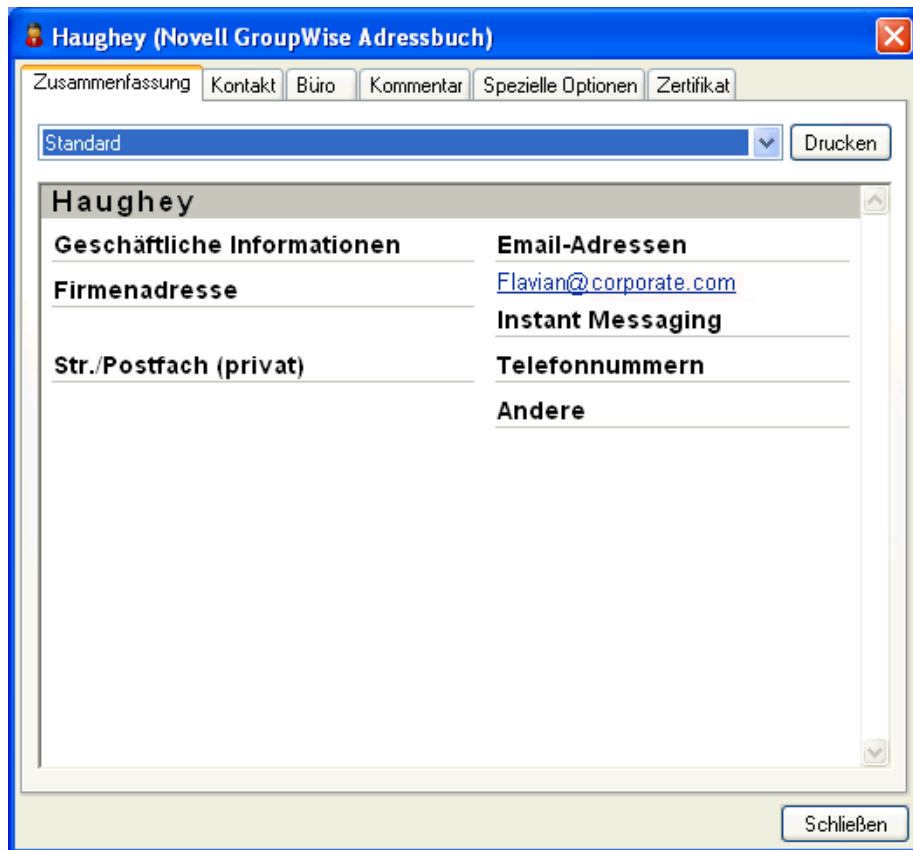 Haughey (Novell GroupWise Adressbuch)
Zusammenfassung Kontakt Büro Kommentar Spezielle Optionen Zertifikat
Standard Drucken
Haughey
Geschäftliche Informationen
Firmenadresse
Str./Postfach (privat)
Email-Adressen
Flavian@corporate.com
Instant Messaging
Telefonnummern
Andere
Schließen